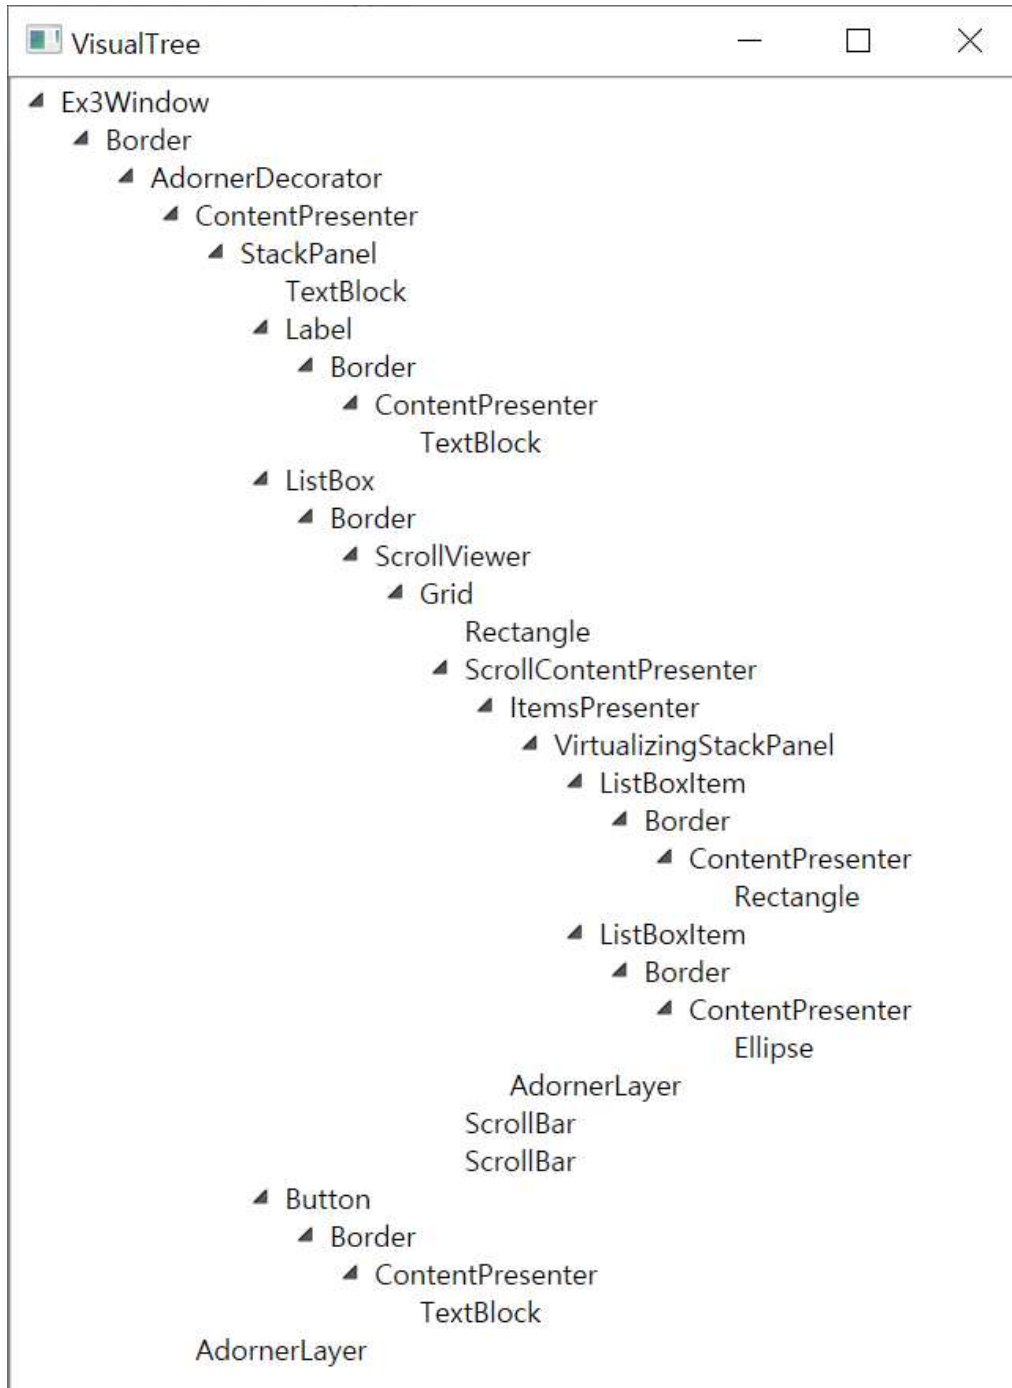 VisualTree
Ex3Window
Border
AdornerDecorator
ContentPresenter
StackPanel
TextBlock
Label
Border
ContentPresenter
TextBlock
ListBox
Border
ScrollViewer
Grid
Rectangle
ScrollContentPresenter
ItemsPresenter
VirtualizingStackPanel
ListBoxItem
Border
ContentPresenter
Rectangle
ListBoxItem
Border
ContentPresenter
Ellipse
AdornerLayer
ScrollBar
ScrollBar
Button
Border
ContentPresenter
TextBlock
AdornerLayer